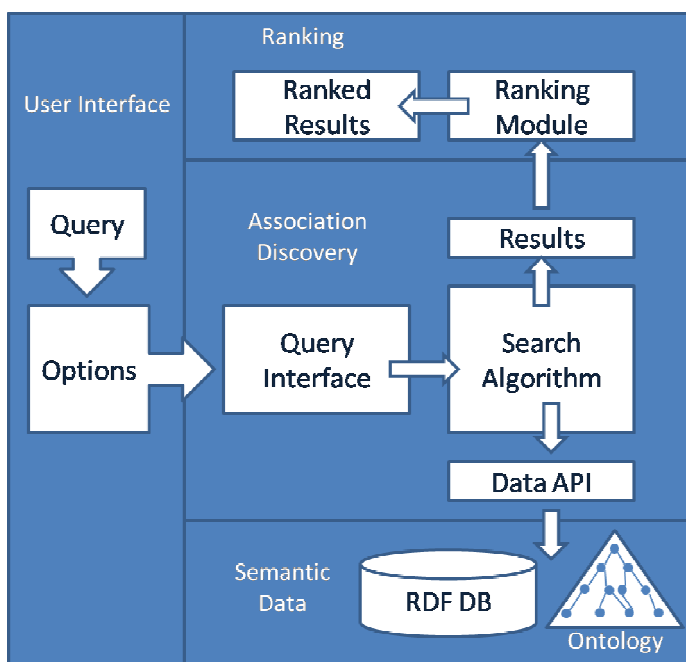 Ranking
User Interface
Ranked
Results
Ranking
Module
Query
Association
Discovery
Results
Options
Query
Interface
Search
Algorithm
Data API
Semantic
Data
RDF DB
Ontology